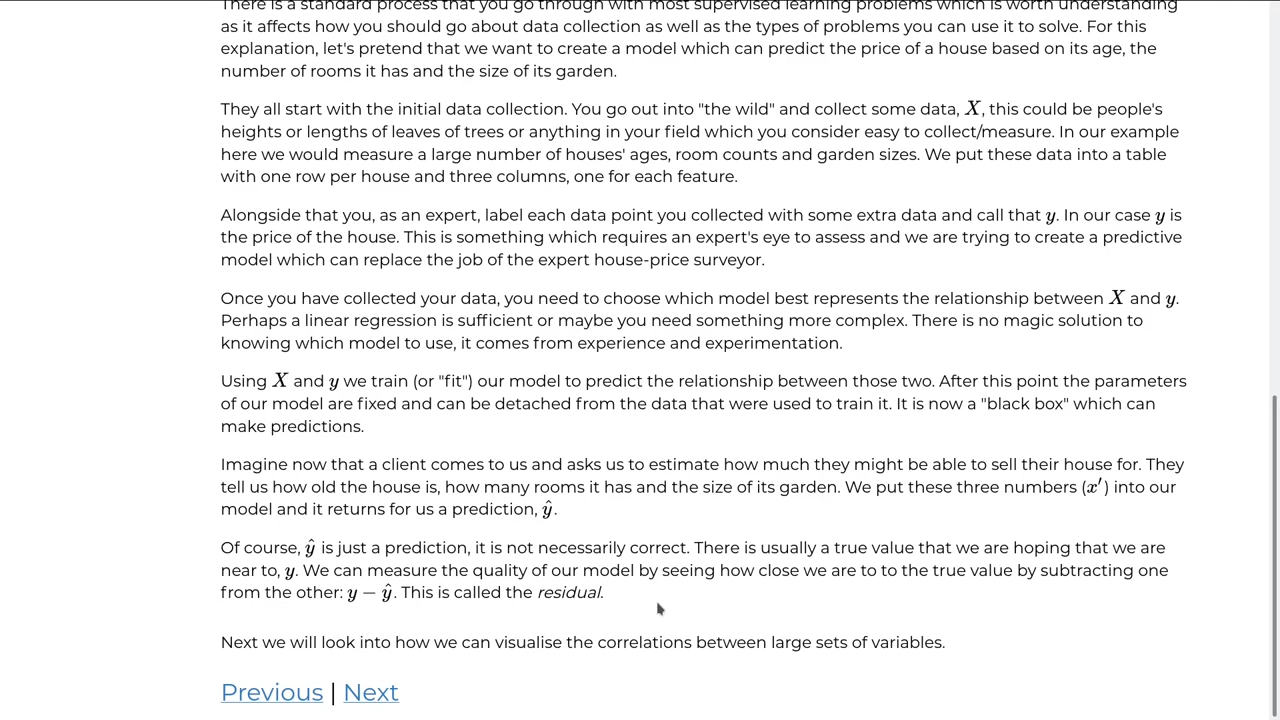 There is a standard process that you go through with most supervised learning problems which is worth understanding
as it affects how you should go about data collection as well as the types of problems you can use it to solve. For this
explanation, let's pretend that we want to create a model which can predict the price of a house based on its age, the
number of rooms it has and the size of its garden.
They all start with the initial data collection. You go out into "the wild" and collect some data, X, this could be people's
heights or lengths of leaves of trees or anything in your field which you consider easy to collect/measure. In our example
here we would measure a large number of houses' ages, room counts and garden sizes. We put these data into a table
with one row per house and three columns, one for each feature.
Alongside that you, as an expert, label each data point you collected with some extra data and call that y. In our case y is
the price of the house. This is something which requires an expert's eye to assess and we are trying to create a predictive
model which can replace the job of the expert house-price surveyor.
Once you have collected your data, you need to choose which model best represents the relationship between X and y.
Perhaps a linear regression is sufficient or maybe you need something more complex. There is no magic solution to
knowing which model to use, it comes from experience and experimentation.
Using X and y we train (or "fit") our model to predict the relationship between those two. After this point the parameters
of our model are fixed and can be detached from the data that were used to train it. It is now a "black box" which can
make predictions.
Imagine now that a client comes to us and asks us to estimate how much they might be able to sell their house for. They
tell us how old the house is, how many rooms it has and the size of its garden. We put these three numbers (x′) into our
model and it returns for us a prediction, ŷ.
Of course, ŷ is just a prediction, it is not necessarily correct. There is usually a true value that we are hoping that we are
near to, y. We can measure the quality of our model by seeing how close we are to to the true value by subtracting one
from the other: y − ŷ. This is called the residual.
Next we will look into how we can visualise the correlations between large sets of variables.
Previous | Next